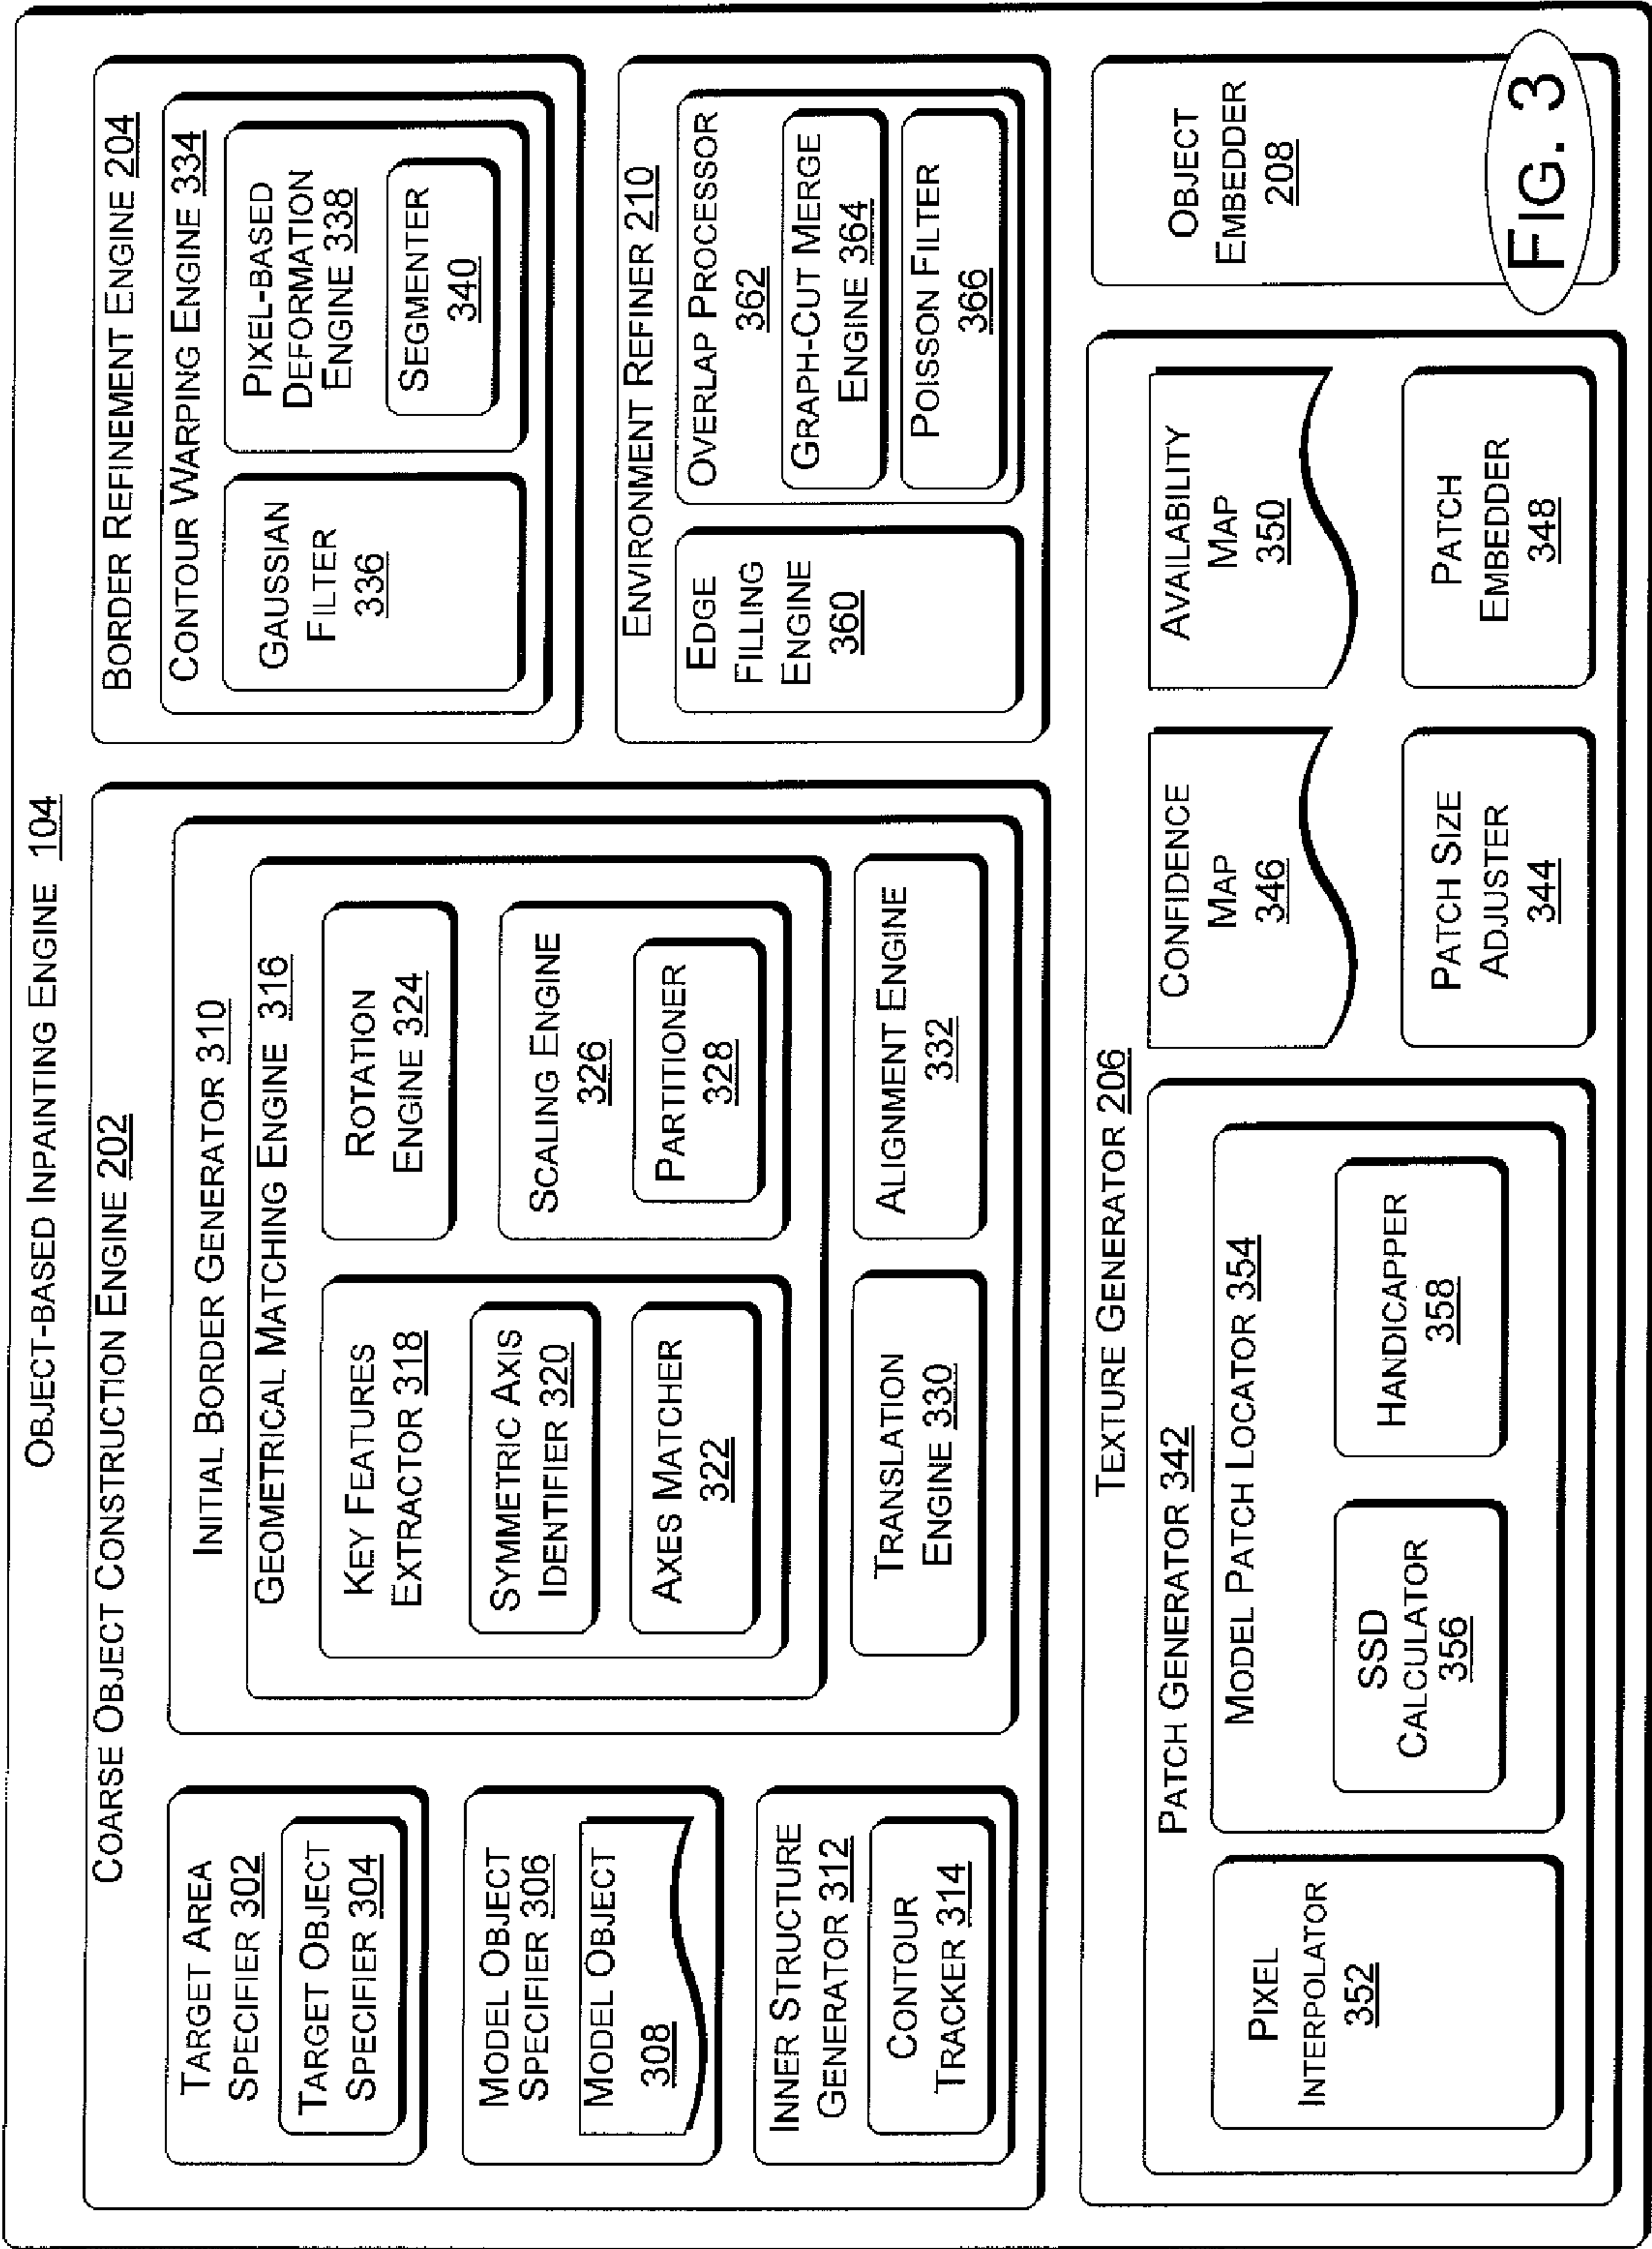 OBJECT-BASED INPAINTING ENGINE 104
COARSE OBJECT CONSTRUCTION ENGINE 202
TARGET AREA
SPECIFIER 302
TARGET OBJECT
SPECIFIER 304
MODEL OBJECT
SPECIFIER 306
MODEL OBJECT
308
INNER STRUCTURE
GENERATOR 312
CONTOUR
TRACKER 314
INITIAL BORDER GENERATOR 310
GEOMETRICAL MATCHING ENGINE 316
KEY FEATURES
EXTRACTOR 318
SYMMETRIC AXIS
IDENTIFIER 320
AXES MATCHER
322
ROTATION
ENGINE 324
SCALING ENGINE
326
PARTITIONER
328
TRANSLATION
ENGINE 330
ALIGNMENT ENGINE
332
BORDER REFINEMENT ENGINE 204
CONTOUR WARPING ENGINE 334
GAUSSIAN
FILTER
336
PIXEL-BASED
DEFORMATION
ENGINE 338
SEGMENTER
340
ENVIRONMENT REFINER 210
EDGE
FILLING
ENGINE
360
OVERLAP PROCESSOR
362
GRAPH-CUT MERGE
ENGINE 364
POISSON FILTER
366
TEXTURE GENERATOR 206
PATCH GENERATOR 342
PIXEL
INTERPOLATOR
352
MODEL PATCH LOCATOR 354
SSD
CALCULATOR
356
HANDICAPPER
358
CONFIDENCE
MAP
346
AVAILABILITY
MAP
350
PATCH SIZE
ADJUSTER
344
PATCH
EMBEDDER
348
OBJECT
EMBEDDER
208
FIG. 3